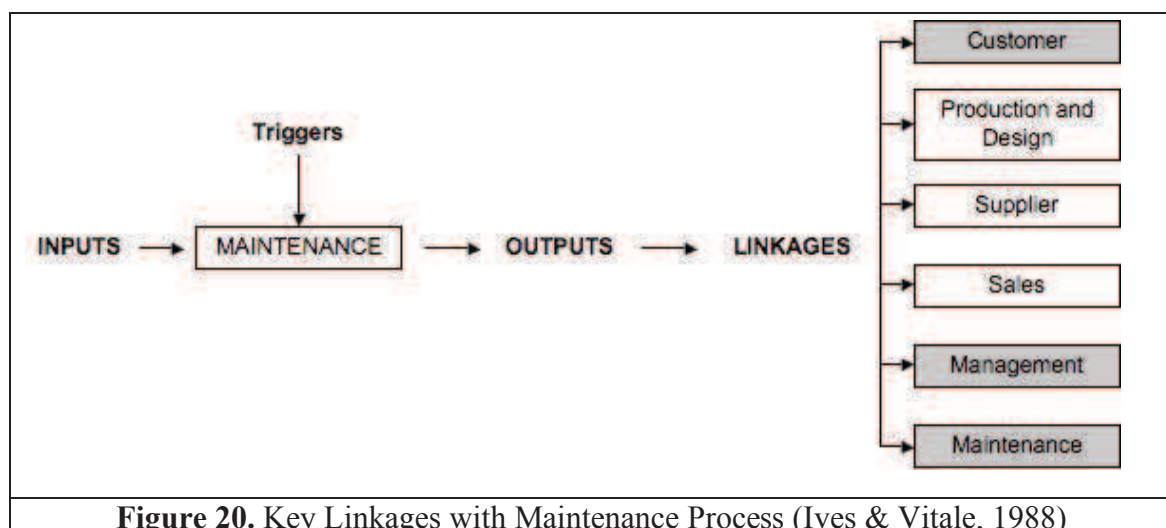 Customer
Production and
Design
Triggers
Supplier
INPUTS
MAINTENANCE
OUTPUTS
LINKAGES
Sales
Management
Maintenance
Figure 20. Key Linkages with Maintenance Process (Ives & Vitale, 1988)